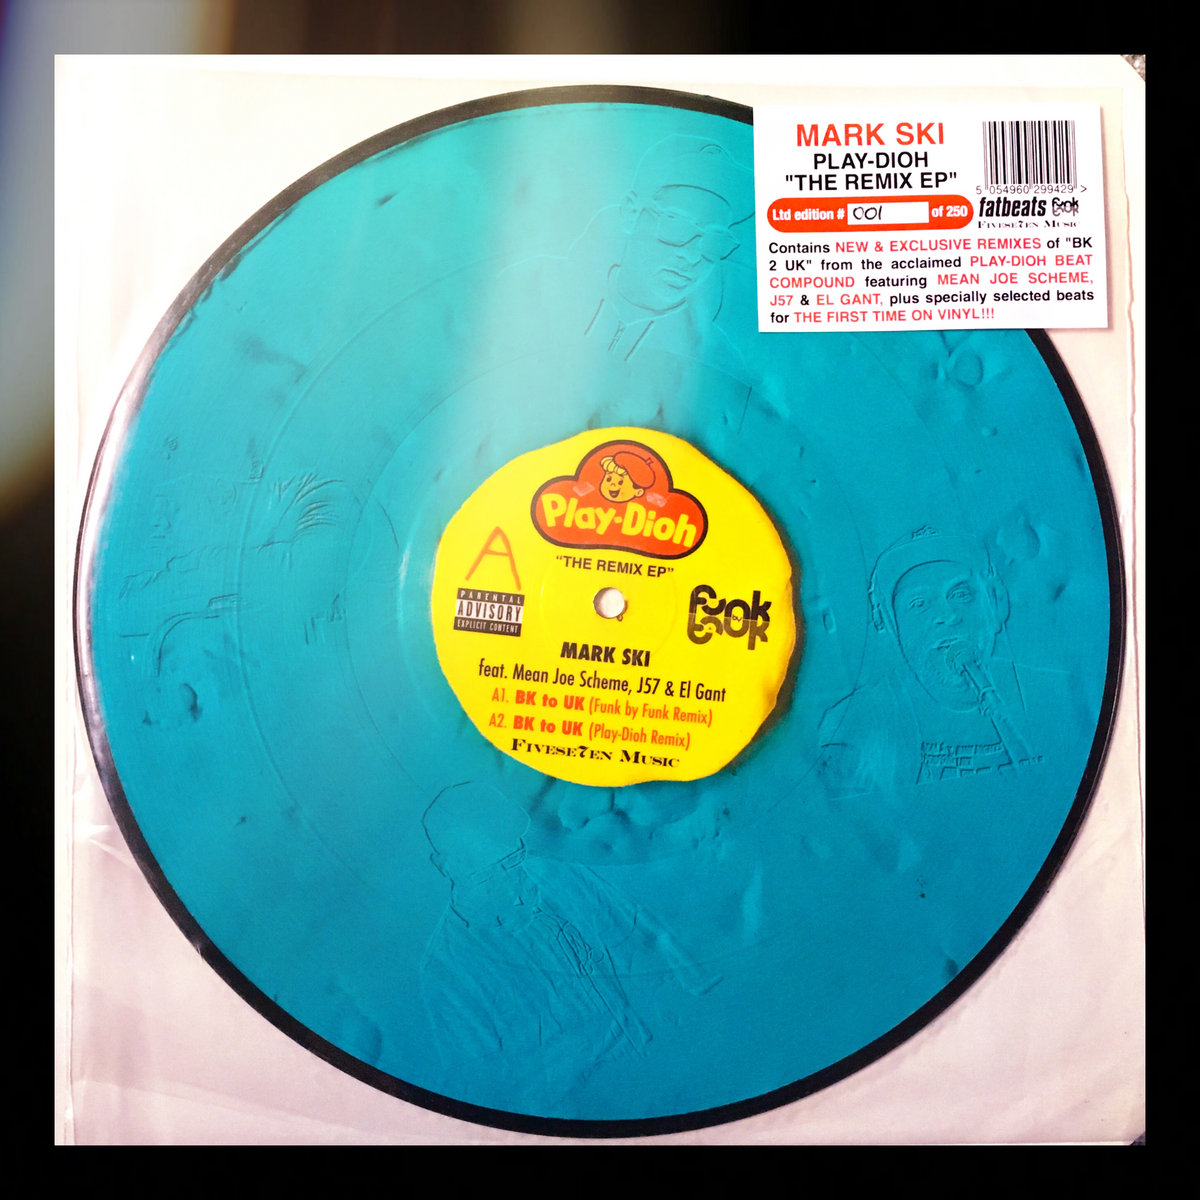 MARK SKI
PLAY-DIOH
"THE REMIX EP"
5 054960 299429 >
Ltd edition # 001 of 250
fatbeats funk by funk
FIVESE7EN MUSIC
Contains NEW & EXCLUSIVE REMIXES of "BK
2 UK" from the acclaimed PLAY-DIOH BEAT
COMPOUND featuring MEAN JOE SCHEME,
J57 & EL GANT, plus specially selected beats
for THE FIRST TIME ON VINYL!!!
Play-Dioh
"THE REMIX EP"
A
PARENTAL
ADVISORY
EXPLICIT CONTENT
funk by
funk
MARK SKI
feat. Mean Joe Scheme, J57 & El Gant
A1. BK to UK (Funk by Funk Remix)
A2. BK to UK (Play-Dioh Remix)
FIVESE7EN MUSIC